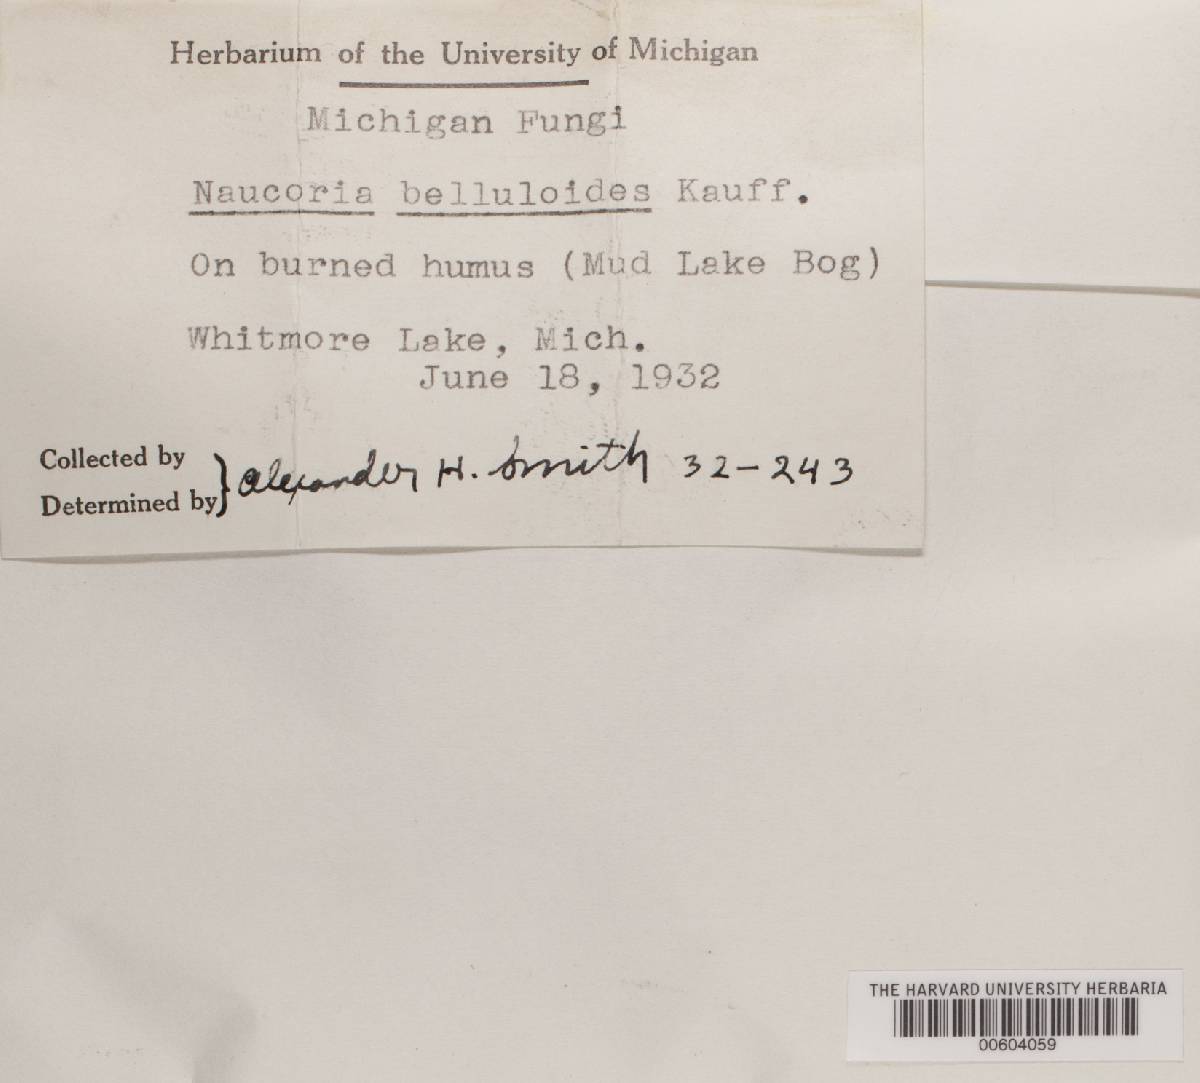 Herbarium of the University of Michigan
Michigan Fungi
Naucoria belluloides Kauff.
On burned humus (Mud Lake Bog)
Whitmore Lake, Mich.
June 18, 1932
Collected by
Determined by } Alexander H. Smith 32-243
THE HARVARD UNIVERSITY HERBARIA
00604059